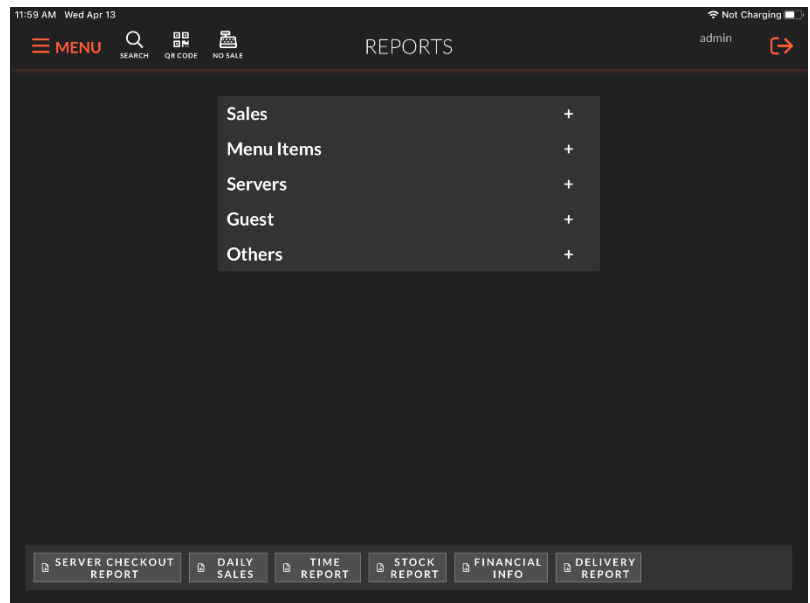 11:59 AM Wed Apr 13
Not Charging
MENU
SEARCH
QR CODE
NO SALE
REPORTS
admin
Sales +
Menu Items +
Servers +
Guest +
Others +
SERVER CHECKOUT
REPORT
DAILY
SALES
TIME
REPORT
STOCK
REPORT
FINANCIAL
INFO
DELIVERY
REPORT